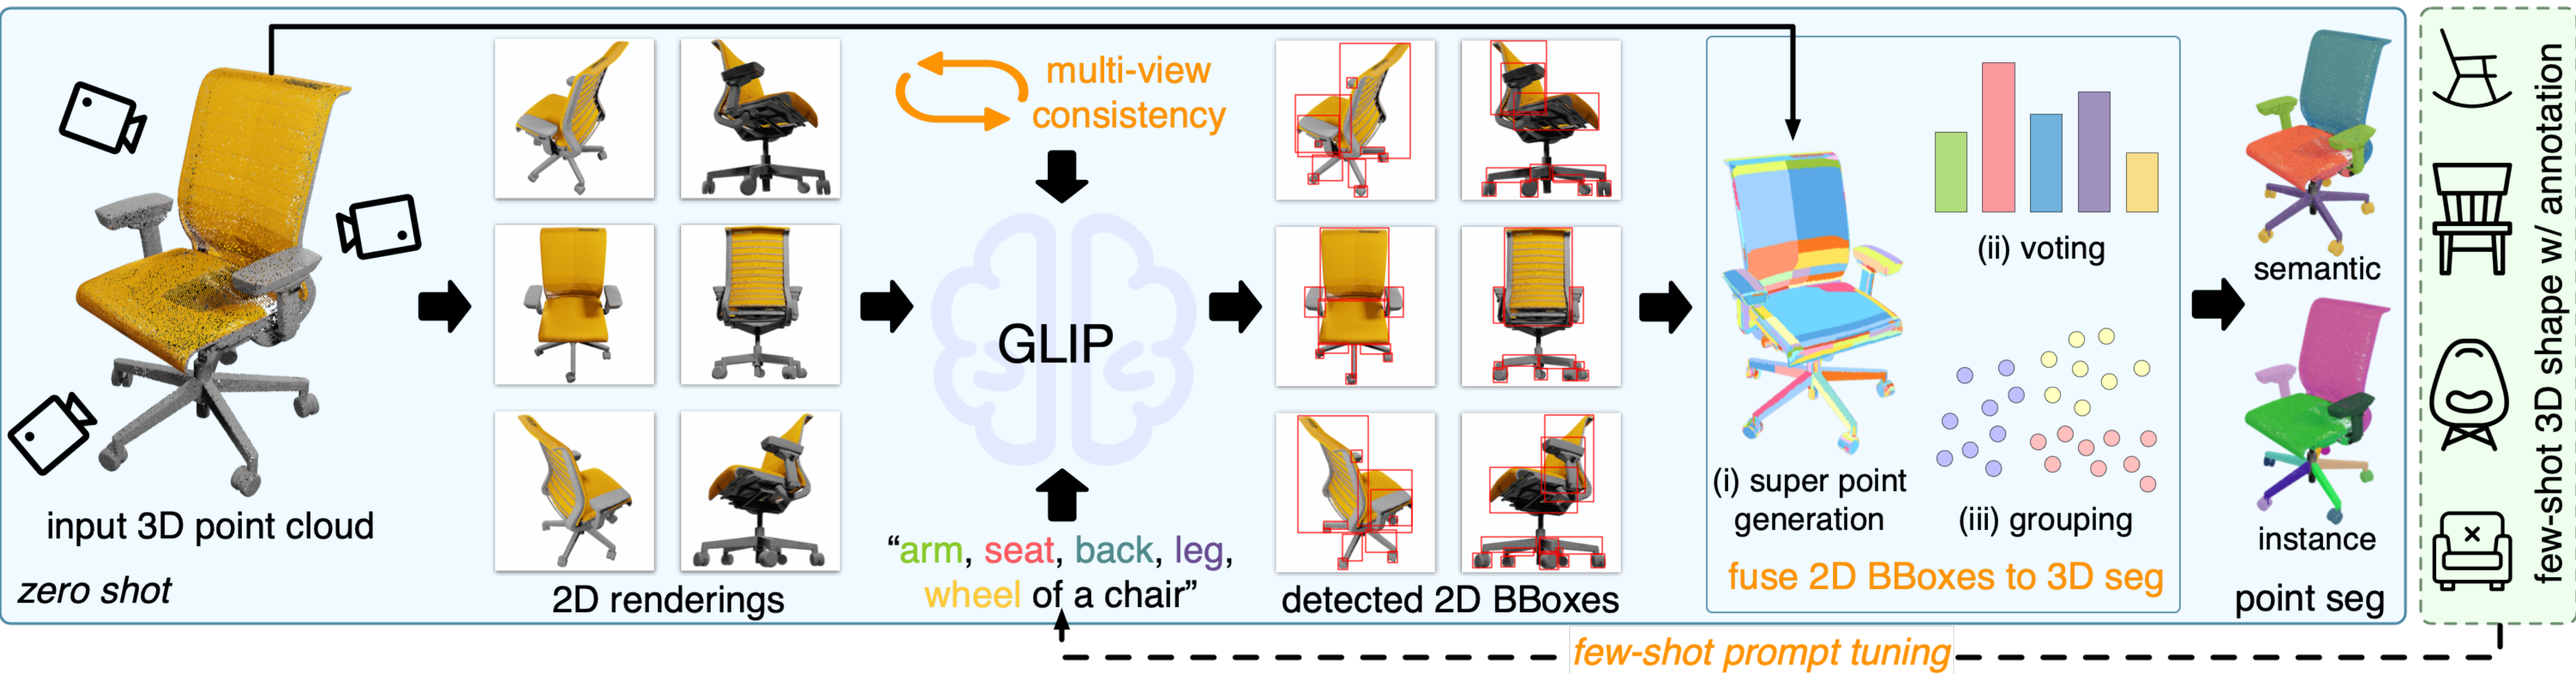 input 3D point cloud
zero shot
2D renderings
multi-view
consistency
GLIP
“arm, seat, back, leg,
wheel of a chair”
detected 2D BBoxes
(i) super point
generation
(ii) voting
(iii) grouping
fuse 2D BBoxes to 3D seg
semantic
instance
point seg
few-shot 3D shape w/ annotation
few-shot prompt tuning